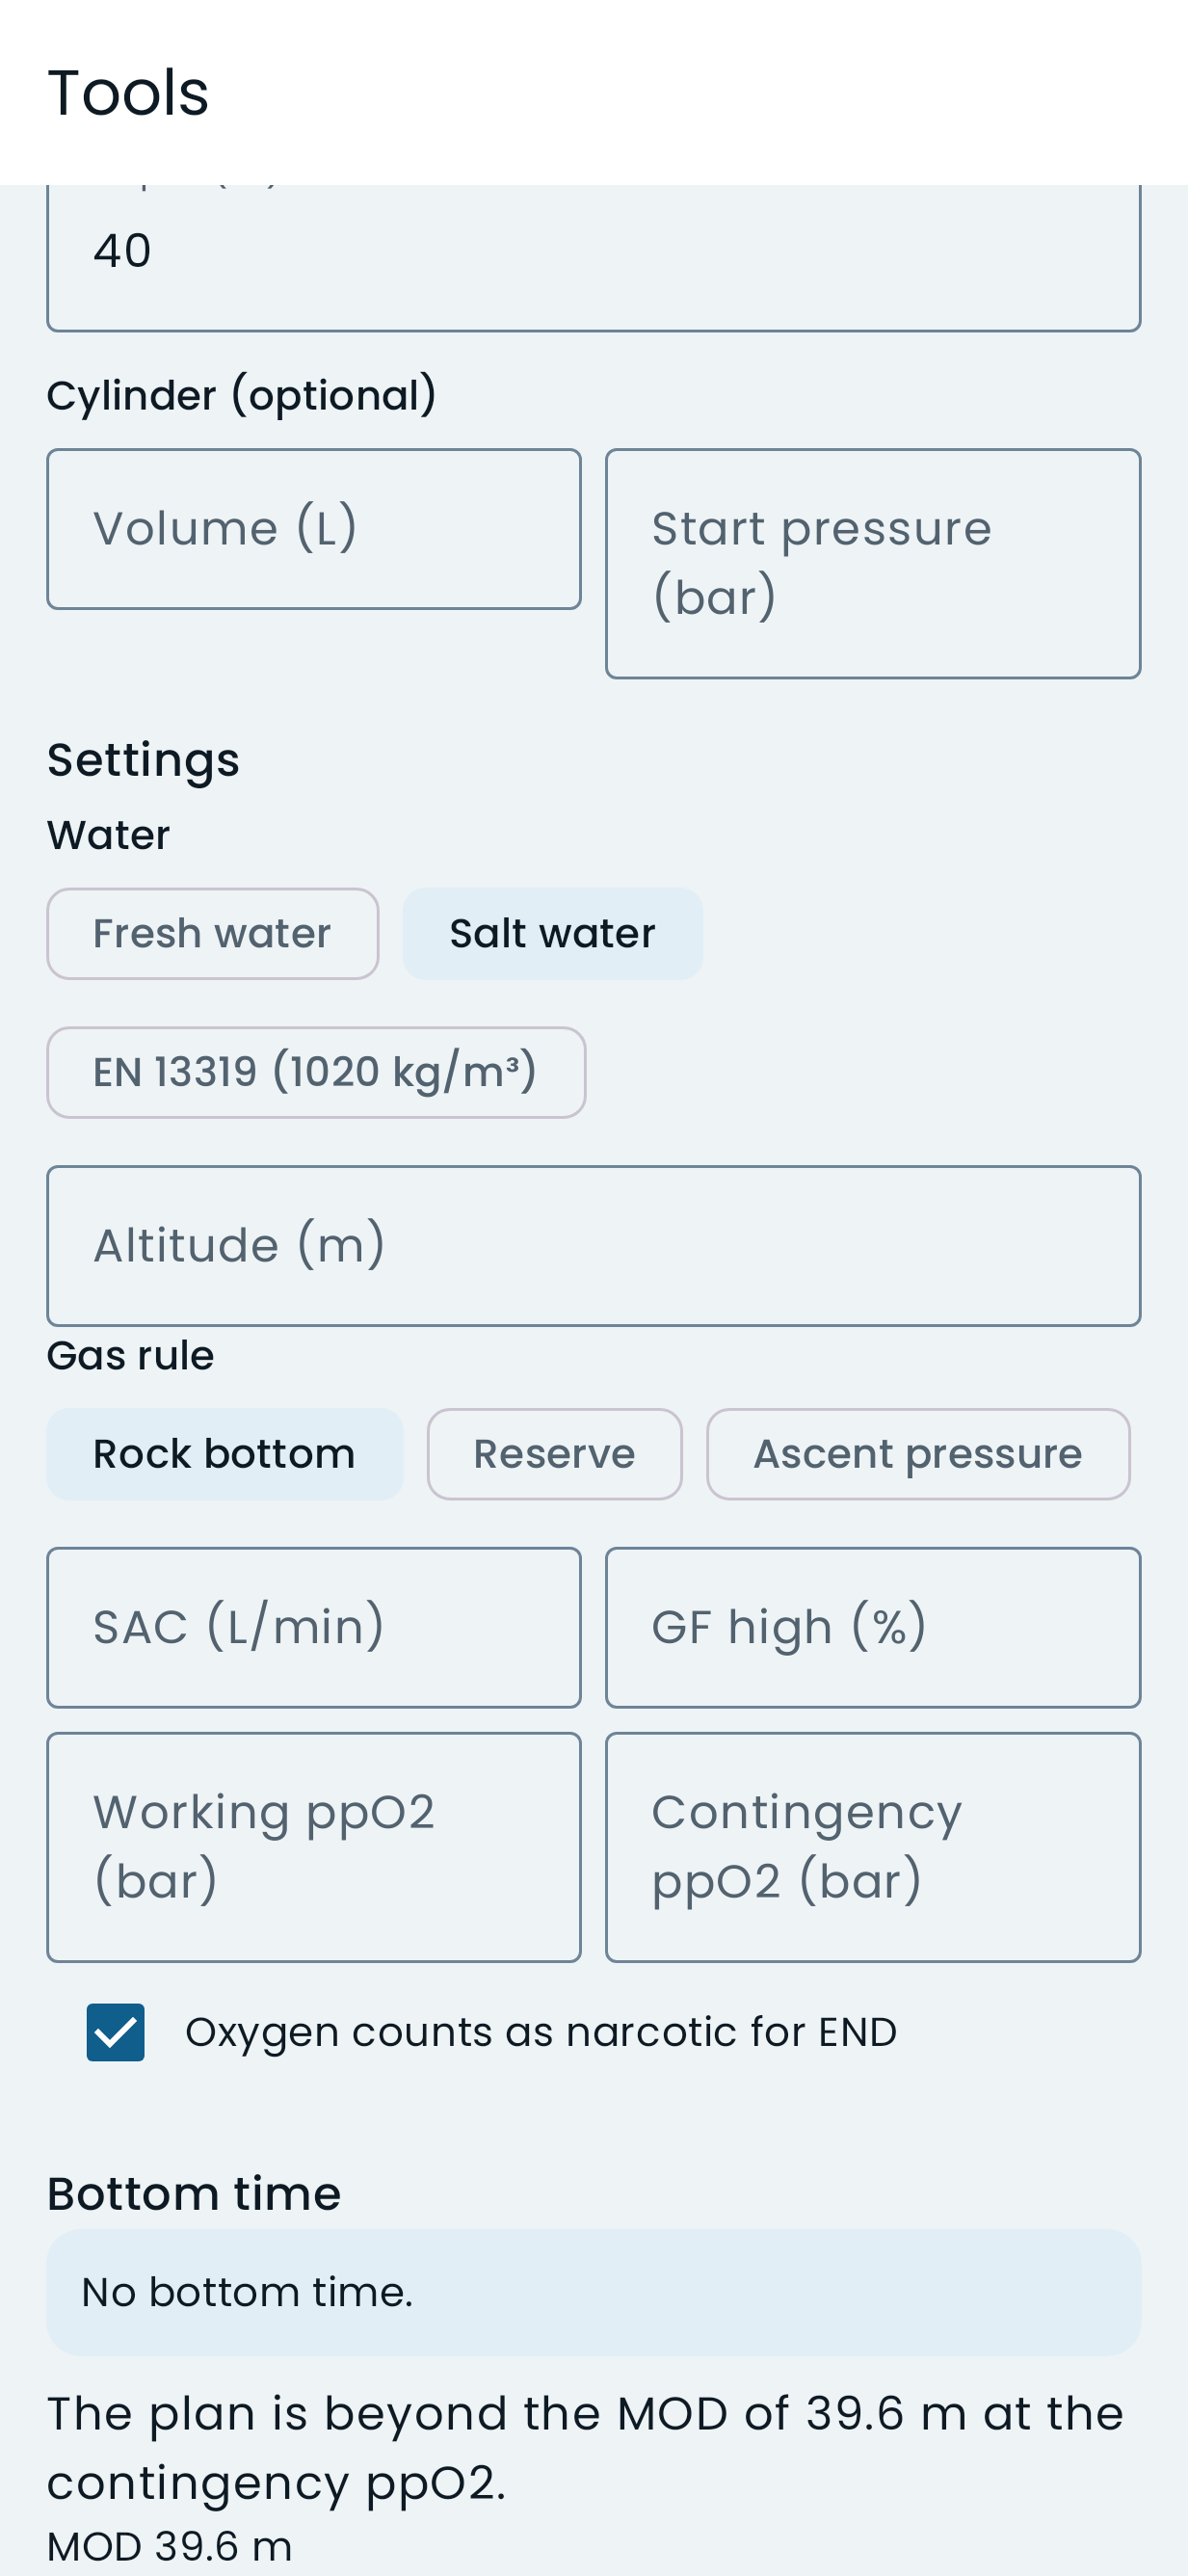 Tools
40
Cylinder (optional)
Volume (L)
Start pressure
(bar)
Settings
Water
Fresh water
Salt water
EN 13319 (1020 kg/m³)
Altitude (m)
Gas rule
Rock bottom
Reserve
Ascent pressure
SAC (L/min)
GF high (%)
Working ppO2
(bar)
Contingency
ppO2 (bar)
Oxygen counts as narcotic for END
Bottom time
No bottom time.
The plan is beyond the MOD of 39.6 m at the
contingency ppO2.
MOD 39.6 m